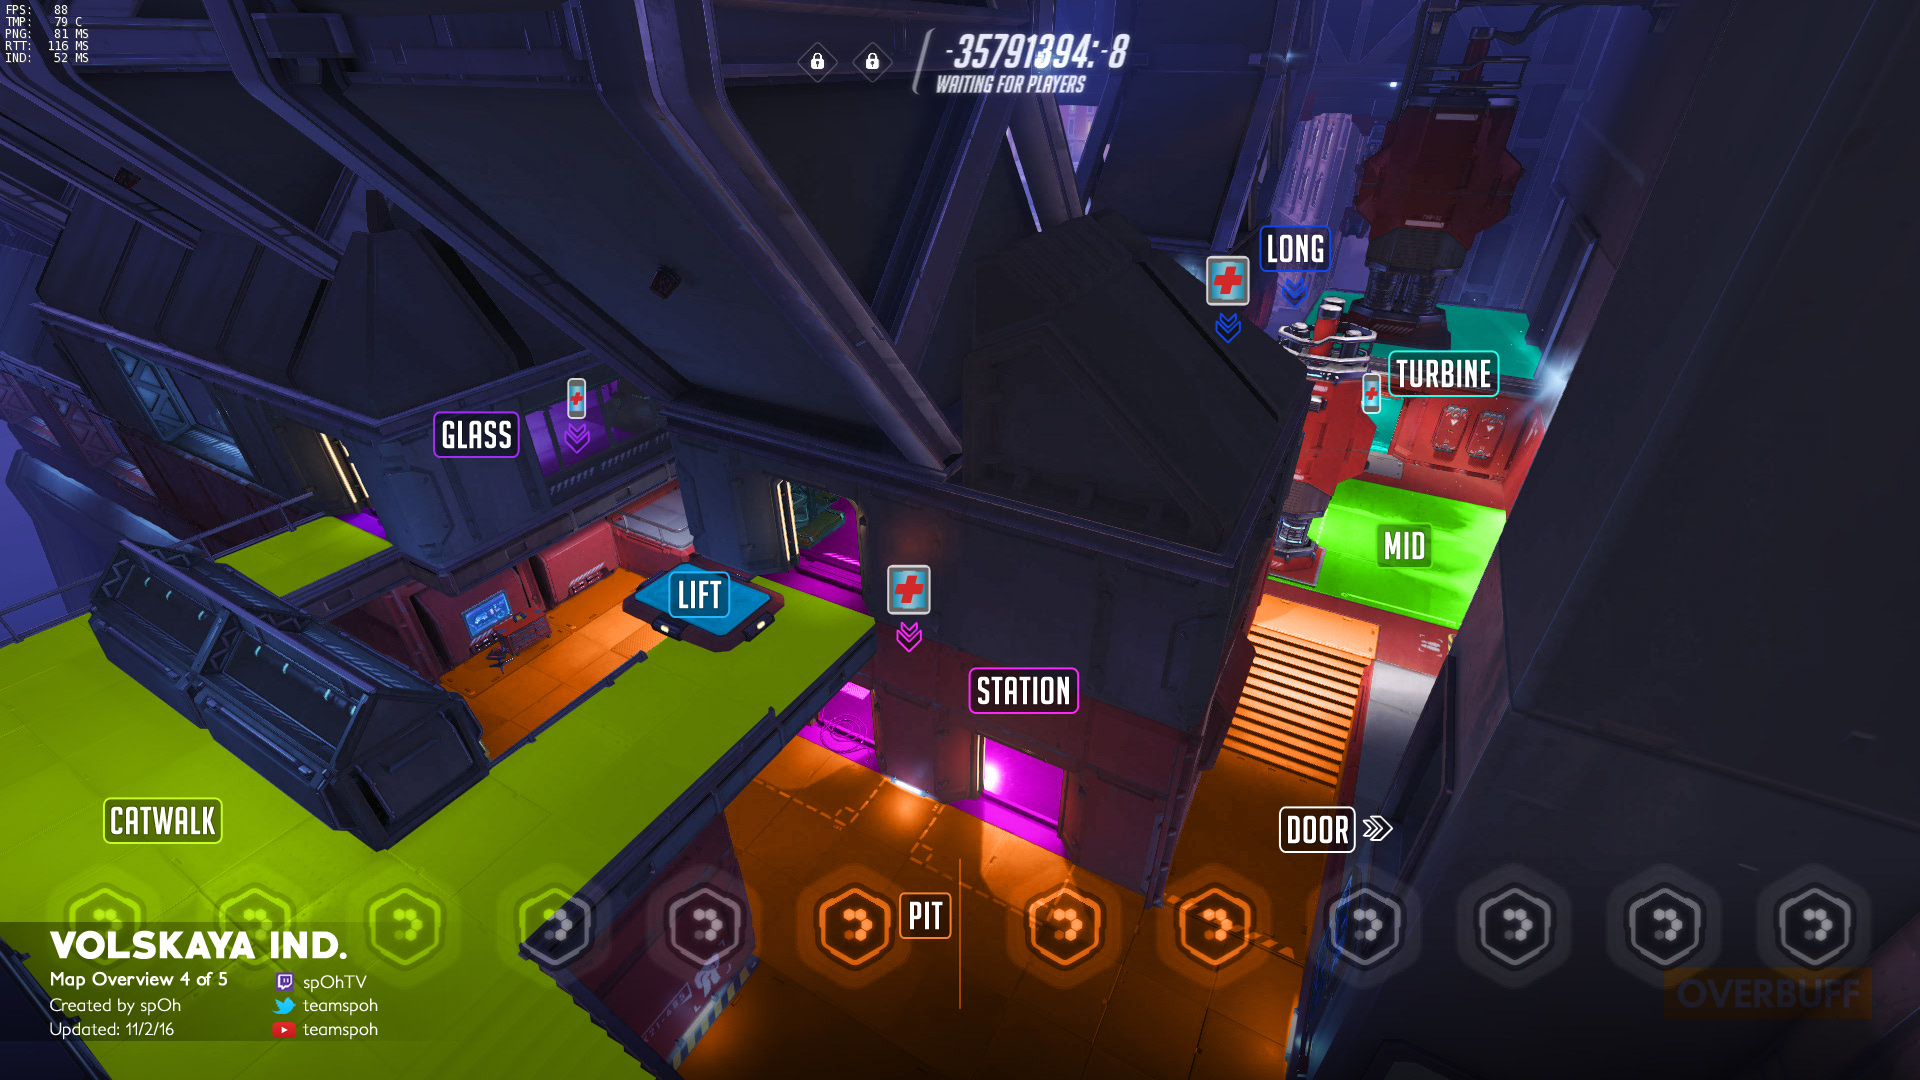 FPS: 88
TMP: 79 C
PNG: 81 MS
RTT: 116 MS
IND: 52 MS
-35791394:-8
WAITING FOR PLAYERS
LONG
TURBINE
GLASS
MID
LIFT
STATION
CATWALK
DOOR
PIT
VOLSKAYA IND.
Map Overview 4 of 5
Created by spOh
Updated: 11/2/16
spOhTV
teamspoh
teamspoh
OVERBUFF